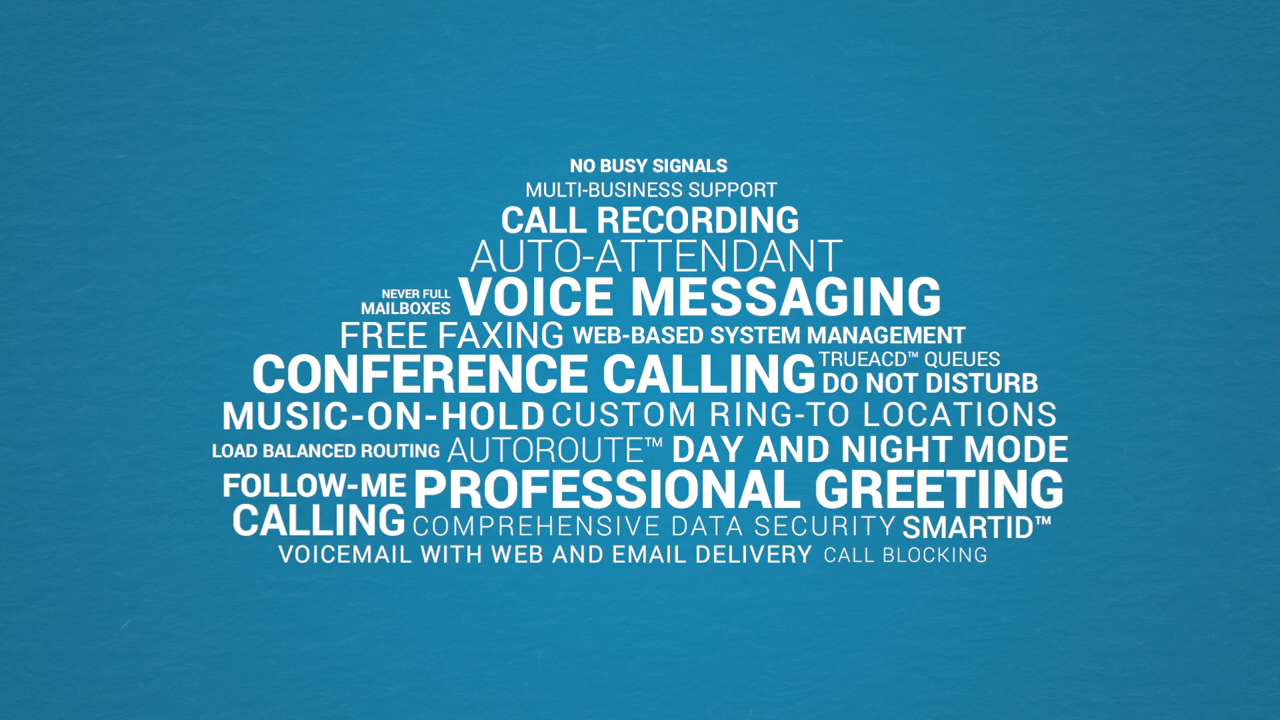 NO BUSY SIGNALS
MULTI-BUSINESS SUPPORT
CALL RECORDING
AUTO-ATTENDANT
NEVER FULL
MAILBOXES
VOICE MESSAGING
FREE FAXING WEB-BASED SYSTEM MANAGEMENT
CONFERENCE CALLING
TRUEACD™ QUEUES
DO NOT DISTURB
MUSIC-ON-HOLD CUSTOM RING-TO LOCATIONS
LOAD BALANCED ROUTING AUTOROUTE™ DAY AND NIGHT MODE
FOLLOW-ME
CALLING
PROFESSIONAL GREETING
COMPREHENSIVE DATA SECURITY SMARTID™
VOICEMAIL WITH WEB AND EMAIL DELIVERY CALL BLOCKING